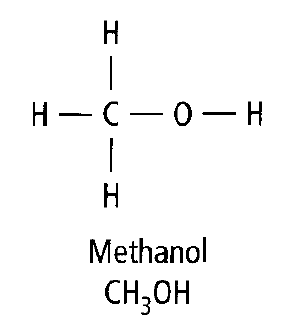 H
H — C — O — H
H
Methanol
CH₃OH